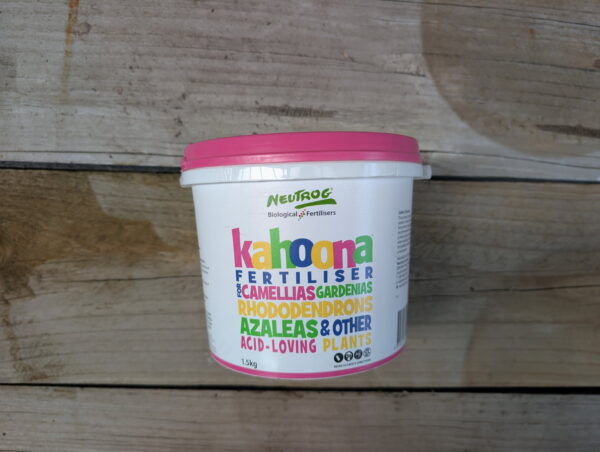 NEUTROG
Biological Fertilisers
kahoona
FERTILISER
FOR CAMELLIAS GARDENIAS
RHODODENDRONS
AZALEAS & OTHER
ACID-LOVING PLANTS
1.5kg